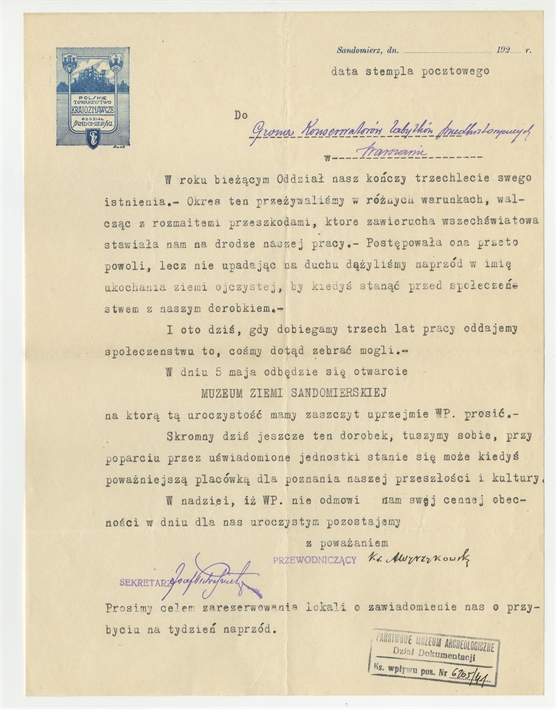 Sandomierz, dn. 192 r.
POLSKIE
TOWARZYSTWO
KRAJOZNAWCZE
ODDZIAŁ
SANDOMIERSKI
data stempla pocztowego
Do
Grona Konserwatorów Zabytków Przedhistorycznych
w Warszawie
W roku bieżącym Oddział nasz kończy trzechlecie swego
istnienia.- Okres ten przeżywaliśmy w różnych warunkach, wal-
cząc z rozmaitemi przeszkodami, ktore zawierucha wszechświatowa
stawiała nam na drodze naszej pracy.- Postępowała ona przeto
powoli, lecz nie upadając na duchu dążyliśmy naprzód w imię
ukochania ziemi ojczystej, by kiedyś stanąć przed społeczeń-
stwem z naszym dorobkiem.-
I oto dziś, gdy dobiegamy trzech lat pracy oddajemy
społeczenstwu to, cośmy dotąd zebrać mogli.-
W dniu 5 maja odbędzie się otwarcie
MUZEUM ZIEMI SANDOMIERSKIEJ
na ktorą tą uroczystość mamy zaszczyt uprzejmie WP. prosić.-
Skromny dziś jeszcze ten dorobek, tuszymy sobie, przy
poparciu przez uświadomione jednostki stanie się może kiedyś
poważniejszą placówką dla poznania naszej przeszłości i kultury.
W nadziei, iż WP. nie odmowi nam swej cennej obec-
ności w dniu dla nas uroczystym pozostajemy
z poważaniem
PRZEWODNICZĄCY Ks. A Wyrzykowski
SEKRETARZ Józef
Prosimy celem zarezerwowania lokali o zawiadomienie nas o przy-
byciu na tydzień naprzód.
PAŃSTWOWE MUZEUM ARCHEOLOGICZNE
Dział Dokumentacji
Ks. wpływu poz. Nr 6205/41